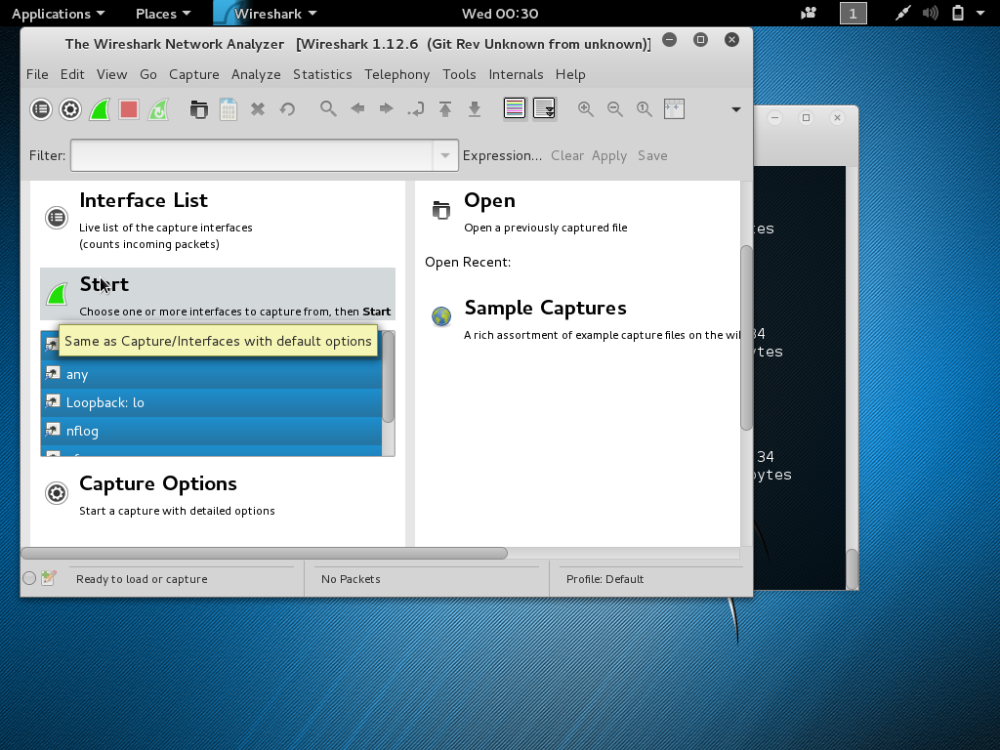 Applications Places Wireshark Wed 00:30 1
The Wireshark Network Analyzer [Wireshark 1.12.6 (Git Rev Unknown from unknown)]
File Edit View Go Capture Analyze Statistics Telephony Tools Internals Help
Filter: Expression... Clear Apply Save
Interface List
Live list of the capture interfaces
(counts incoming packets)
Start
Choose one or more interfaces to capture from, then Start
Same as Capture/Interfaces with default options
any
Loopback: lo
nflog
Capture Options
Start a capture with detailed options
Open
Open a previously captured file
Open Recent:
Sample Captures
A rich assortment of example capture files on the wi
Ready to load or capture No Packets Profile: Default
34
bytes